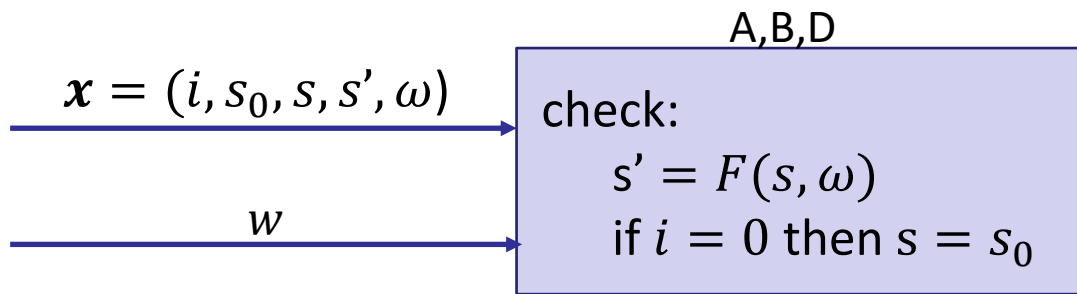 A,B,D
𝒙 = (𝑖, 𝑠₀, 𝑠, 𝑠’, 𝜔)
check:
s’ = 𝐹(𝑠, 𝜔)
𝑤
if 𝑖 = 0 then s = 𝑠₀